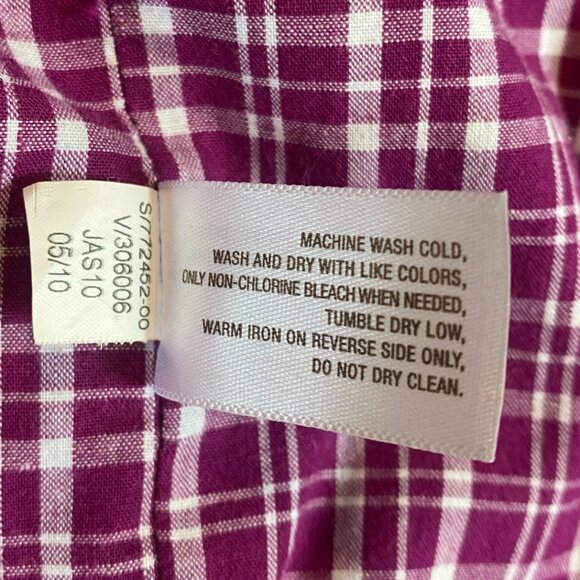 S/772452-00
V/306006
JAS10
05/10
MACHINE WASH COLD,
WASH AND DRY WITH LIKE COLORS,
ONLY NON-CHLORINE BLEACH WHEN NEEDED,
TUMBLE DRY LOW,
WARM IRON ON REVERSE SIDE ONLY,
DO NOT DRY CLEAN.